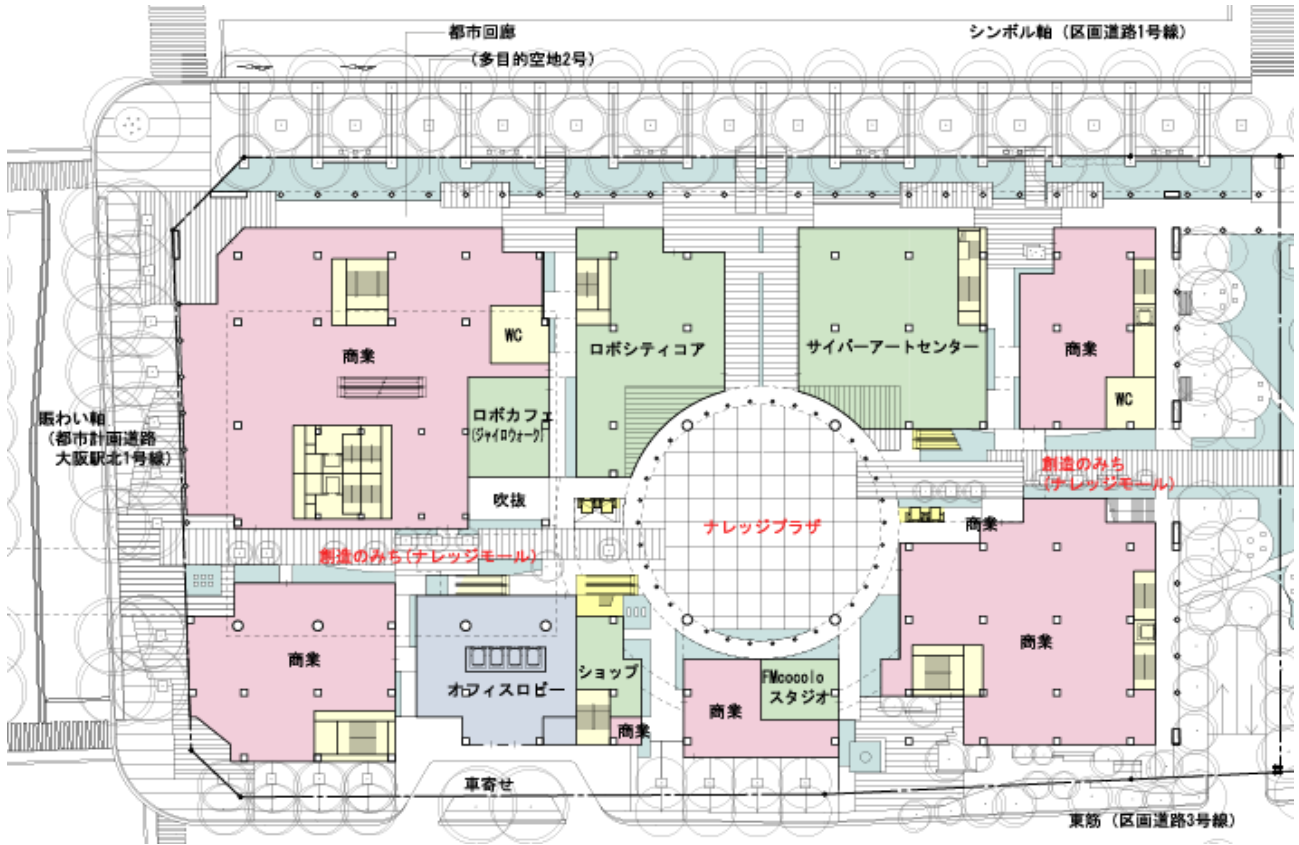 都市回廊
シンボル軸 (区画道路1号線)
(多目的空地2号)
商業
WC
ロボシティコア
サイバーアートセンター
商業
WC
ロボカフェ
(ジャイロウォーク)
賑わい軸
(都市計画道路
大阪駅北1号線)
吹抜
創造のみち
(ナレッジモール)
ナレッジプラザ
商業
創造のみち(ナレッジモール)
商業
オフィスロビー
ショップ
商業
FMcocolo
スタジオ
商業
商業
車寄せ
東筋 (区画道路3号線)